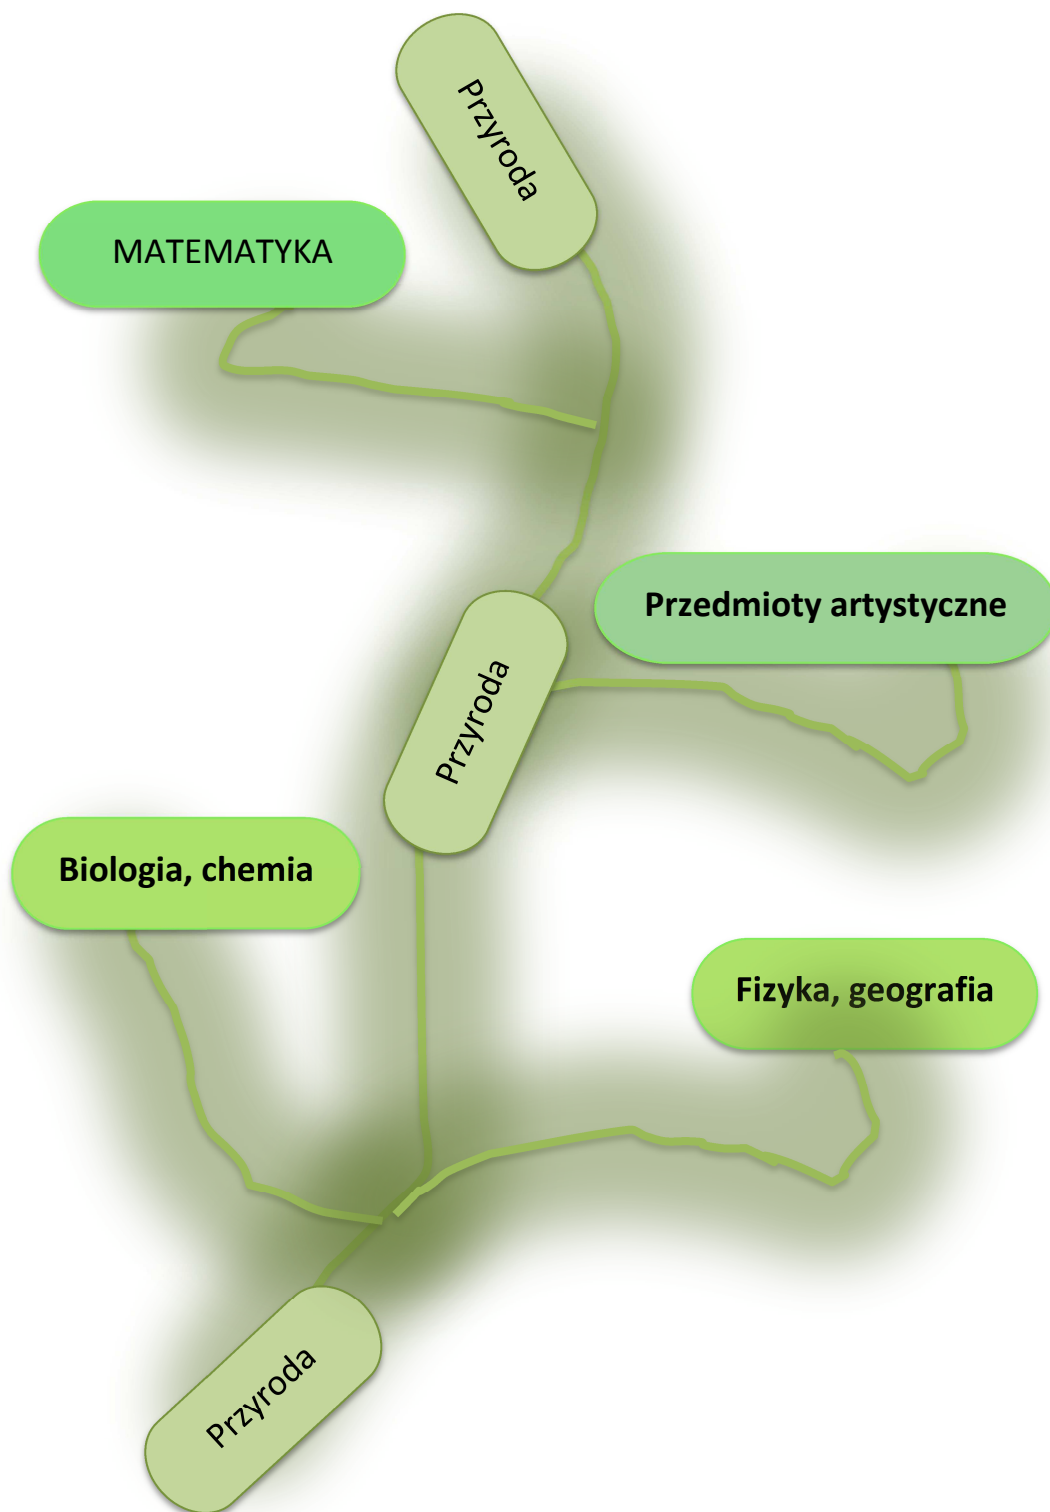 Przyroda
MATEMATYKA
Przedmioty artystyczne
Przyroda
Biologia, chemia
Fizyka, geografia
Przyroda